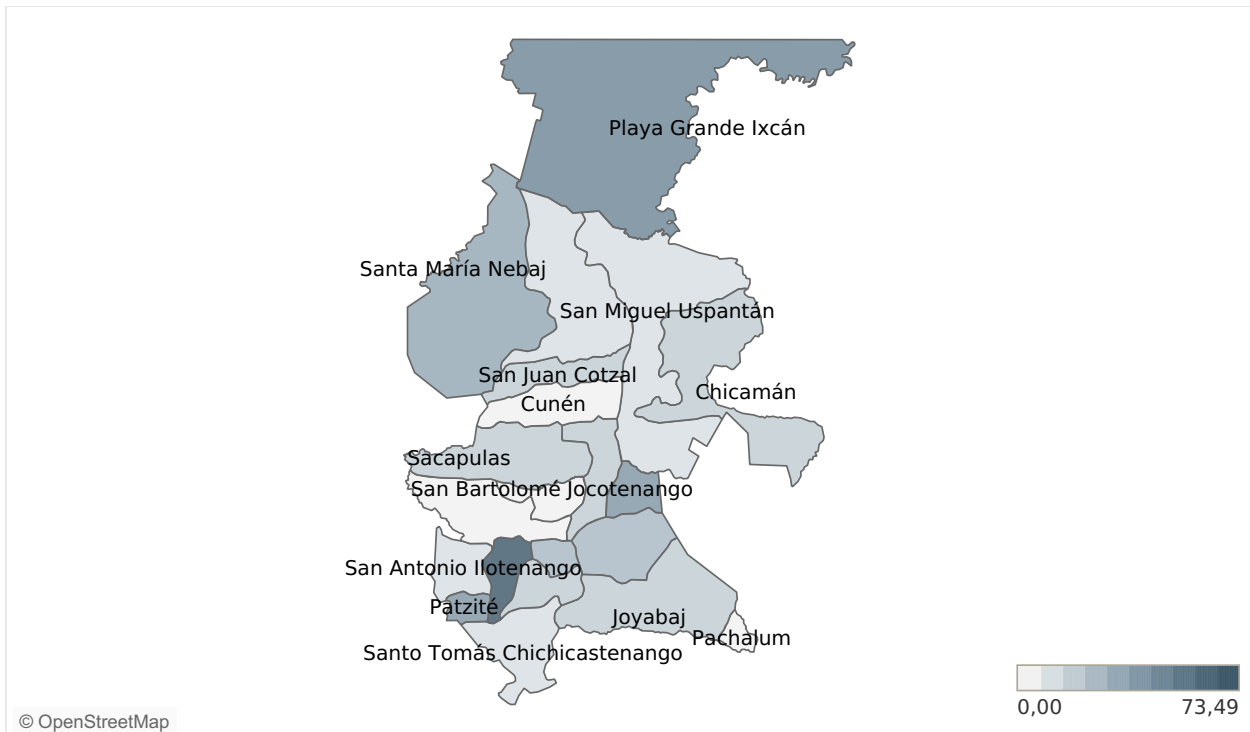 Playa Grande Ixcán
Santa María Nebaj
San Miguel Uspantán
San Juan Cotzal
Chicamán
Cunén
Sacapulas
San Bartolomé Jocotenango
San Antonio Ilotenango
Patzité
Joyabaj
Pachalum
Santo Tomás Chichicastenango
0,00 73,49
© OpenStreetMap